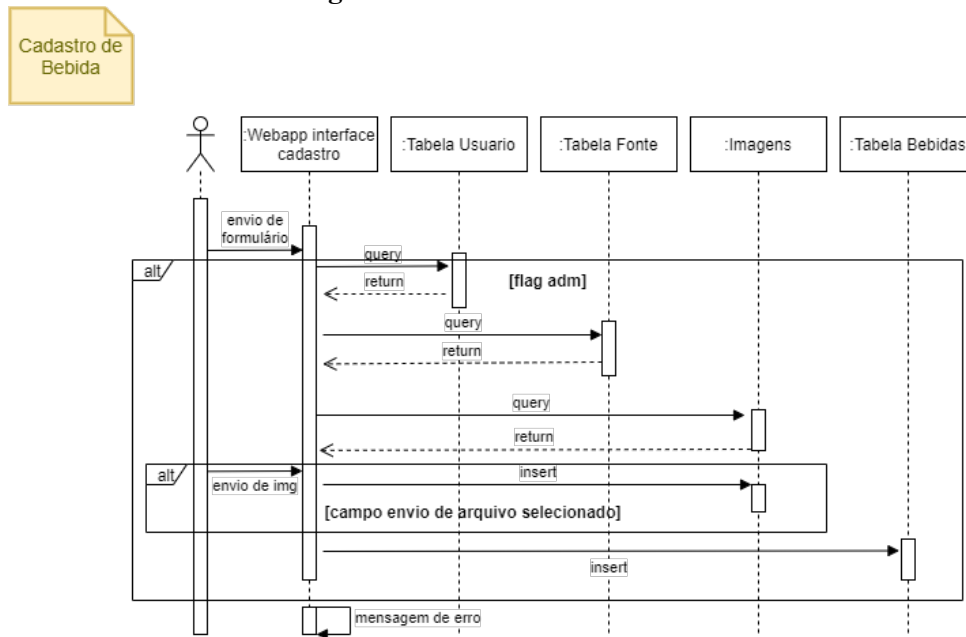 Cadastro de
Bebida
:Webapp interface
cadastro
:Tabela Usuario
:Tabela Fonte
:Imagens
:Tabela Bebidas
envio de
formulário
query
alt
return
[flag adm]
query
return
query
return
alt
envio de img
insert
[campo envio de arquivo selecionado]
insert
mensagem de erro